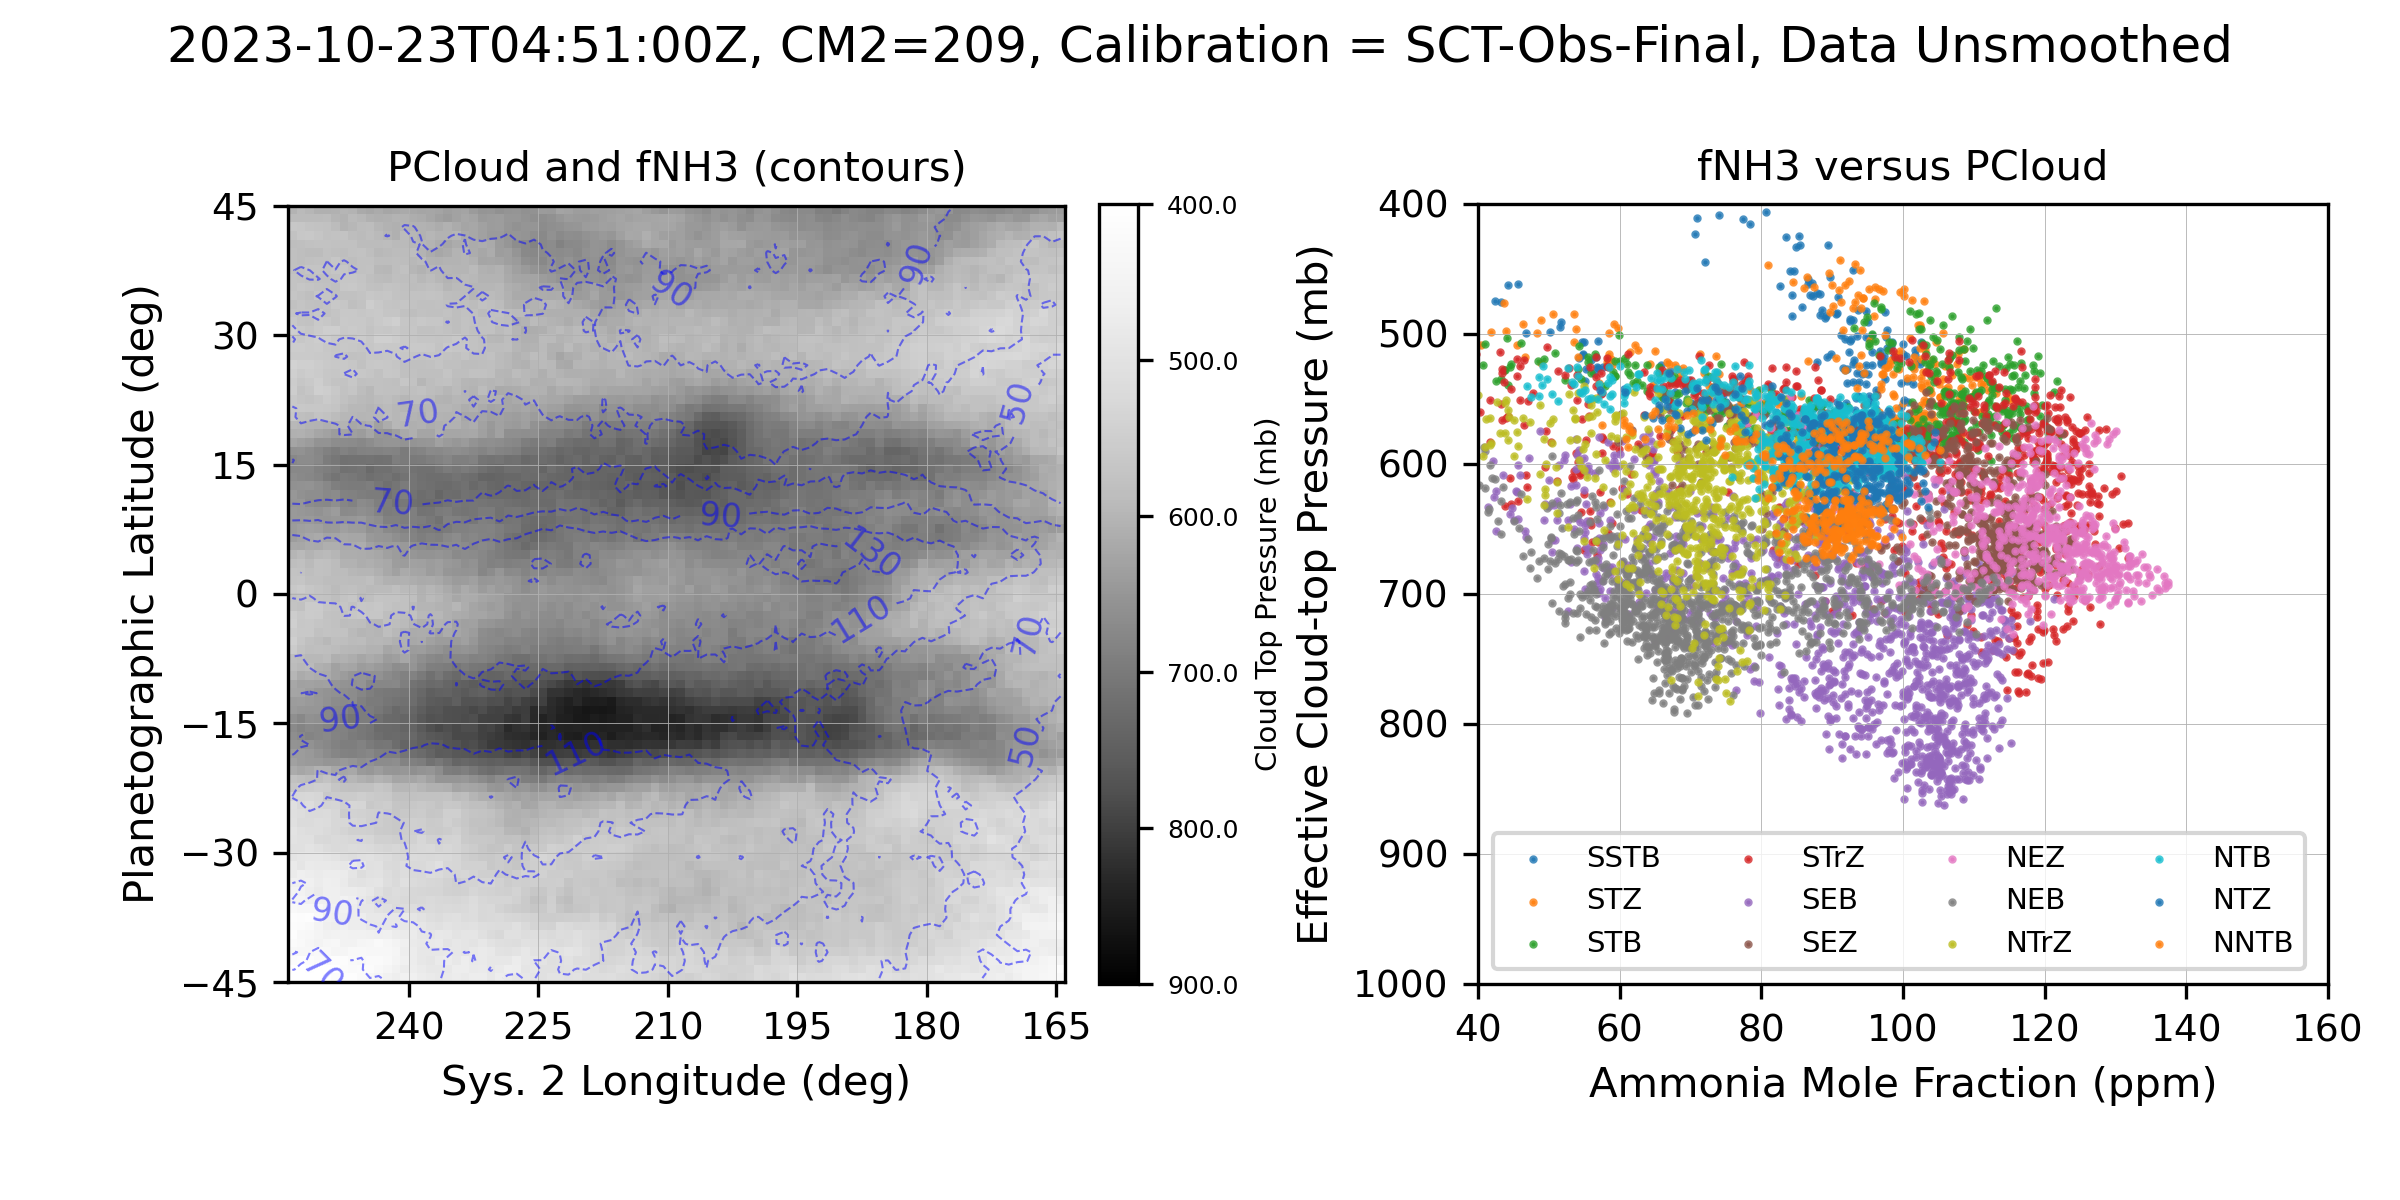 2023-10-23T04:51:00Z, CM2=209, Calibration = SCT-Obs-Final, Data Unsmoothed
PCloud and fNH3 (contours)
Planetographic Latitude (deg)
45
30
15
0
−15
−30
−45
240
225
210
195
180
165
Sys. 2 Longitude (deg)
90
90
70
50
70
90
130
110
70
90
110
50
90
70
400.0
500.0
600.0
700.0
800.0
900.0
Cloud Top Pressure (mb)
fNH3 versus PCloud
Effective Cloud-top Pressure (mb)
400
500
600
700
800
900
1000
40
60
80
100
120
140
160
Ammonia Mole Fraction (ppm)
SSTB
STZ
STB
STrZ
SEB
SEZ
NEZ
NEB
NTrZ
NTB
NTZ
NNTB